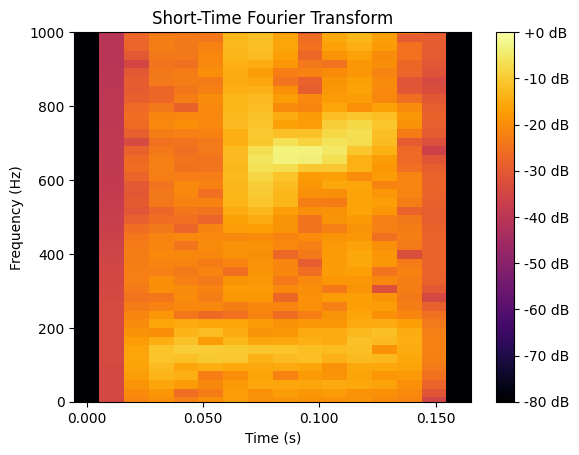 Short-Time Fourier Transform
1000
800
600
400
200
0
Frequency (Hz)
0.000
0.050
0.100
0.150
Time (s)
+0 dB
-10 dB
-20 dB
-30 dB
-40 dB
-50 dB
-60 dB
-70 dB
-80 dB